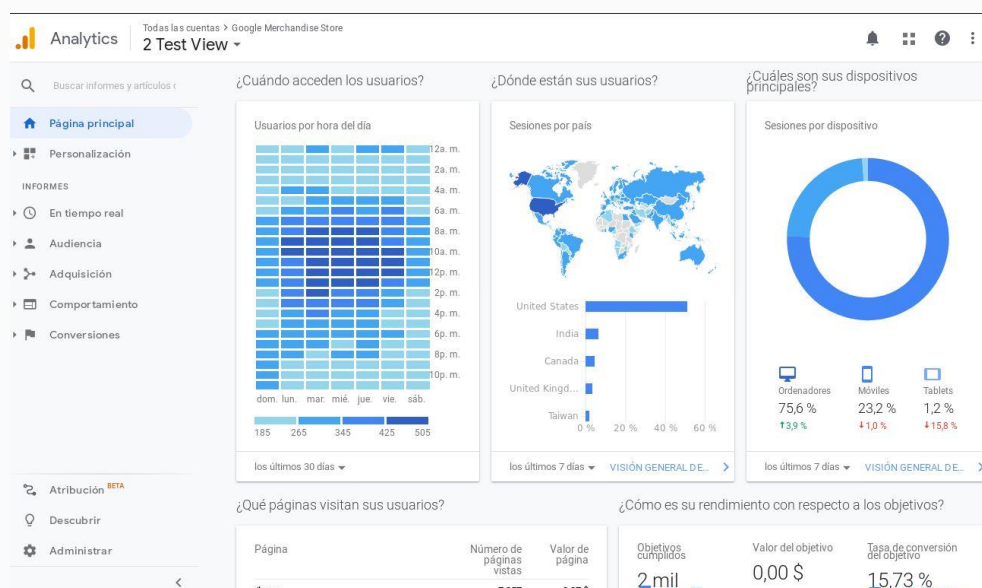 Analytics
Todas las cuentas > Google Merchandise Store
2 Test View
Buscar informes y artículos
Página principal
Personalización
INFORMES
En tiempo real
Audiencia
Adquisición
Comportamiento
Conversiones
Atribución BETA
Descubrir
Administrar
¿Cuándo acceden los usuarios?
Usuarios por hora del día
12a. m.
2a. m.
4a. m.
6a. m.
8a. m.
10a. m.
12p. m.
2p. m.
4p. m.
6p. m.
8p. m.
10p. m.
dom. lun. mar. mié. jue. vie. sáb.
185 265 345 425 505
los últimos 30 días
¿Dónde están sus usuarios?
Sesiones por país
United States
India
Canada
United Kingd...
Taiwan
0 % 20 % 40 % 60 %
los últimos 7 días VISIÓN GENERAL DE...
¿Cuáles son sus dispositivos
principales?
Sesiones por dispositivo
Ordenadores Móviles Tablets
75,6 % 23,2 % 1,2 %
3,9 % 1,0 % 15,8 %
los últimos 7 días VISIÓN GENERAL DE...
¿Qué páginas visitan sus usuarios?
Página
Número de
páginas
vistas
Valor de
página
¿Cómo es su rendimiento con respecto a los objetivos?
Objetivos
cumplidos
2 mil
Valor del objetivo
0,00 $
Tasa de conversión
del objetivo
15,73 %